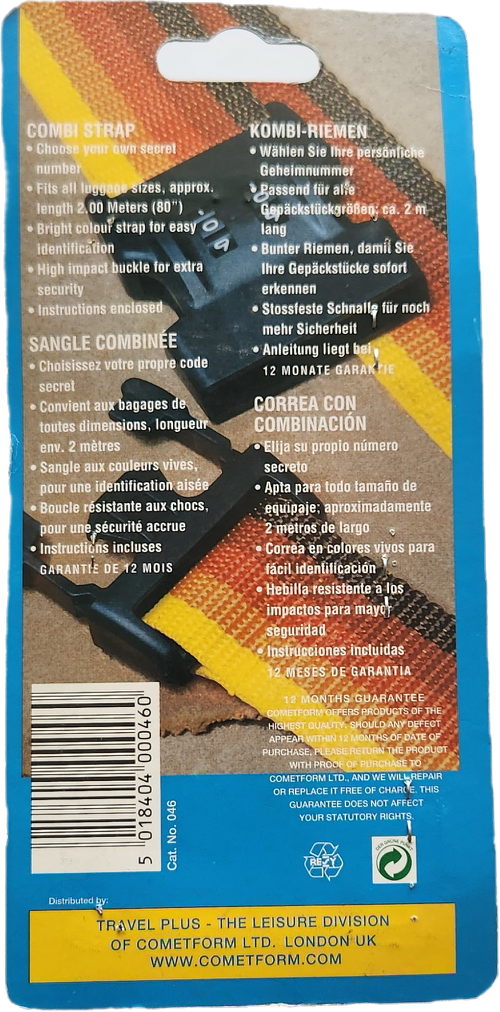 COMBI STRAP
• Choose your own secret
number
• Fits all luggage sizes, approx.
length 2.00 Meters (80")
• Bright colour strap for easy
identification
• High impact buckle for extra
security
• Instructions enclosed
SANGLE COMBINÉE
• Choisissez votre propre code
secret
• Convient aux bagages de
toutes dimensions, longueur
env. 2 mètres
• Sangle aux couleurs vives,
pour une identification aisée
• Boucle résistante aux chocs,
pour une sécurité accrue
• Instructions incluses
GARANTIE DE 12 MOIS
KOMBI-RIEMEN
• Wählen Sie Ihre persönliche
Geheimnummer
• Passend für alle
Gepäckstückgrößen; ca. 2 m
lang
• Bunter Riemen, damit Sie
Ihre Gepäckstücke sofort
erkennen
• Stossfeste Schnalle für noch
mehr Sicherheit
• Anleitung liegt bei
12 MONATE GARANTIE
CORREA CON
COMBINACIÓN
• Elija su propio número
secreto
• Apta para todo tamaño de
equipaje; aproximadamente
2 metros de largo
• Correa en colores vivos para
fácil identificación
• Hebilla resistente a los
impactos para mayor
seguridad
• Instrucciones incluidas
12 MESES DE GARANTIA
12 MONTHS GUARANTEE
COMETFORM OFFERS PRODUCTS OF THE
HIGHEST QUALITY. SHOULD ANY DEFECT
APPEAR WITHIN 12 MONTHS OF DATE OF
PURCHASE, PLEASE RETURN THE PRODUCT
WITH PROOF OF PURCHASE TO
COMETFORM LTD., AND WE WILL REPAIR
OR REPLACE IT FREE OF CHARGE. THIS
GUARANTEE DOES NOT AFFECT
YOUR STATUTORY RIGHTS.
5 018404 000460
Cat. No. 046
RESY
DER GRÜNE PUNKT
Distributed by:
TRAVEL PLUS - THE LEISURE DIVISION
OF COMETFORM LTD. LONDON UK
WWW.COMETFORM.COM